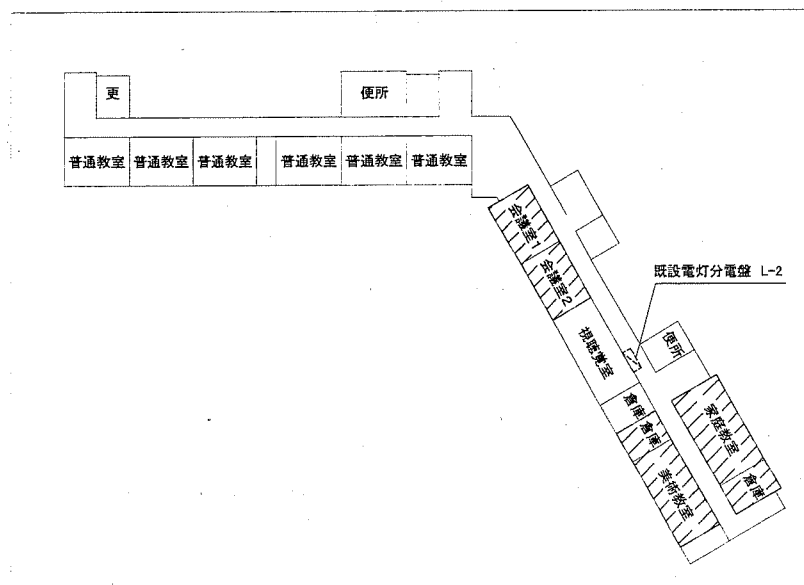 更
便所
普通教室
普通教室
普通教室
普通教室
普通教室
普通教室
会議室1
会議室2
既設電灯分電盤 L-2
視聴覚室
便所
倉庫
倉庫
家庭教室
美術教室
倉庫